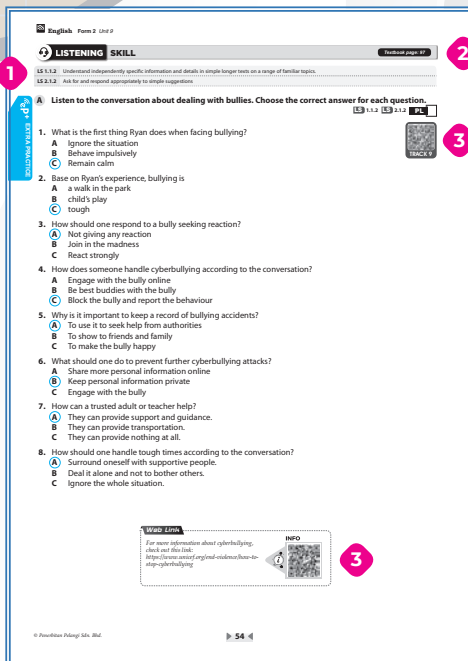 English Form 2 Unit 9
LISTENING SKILL
Textbook page: 97
LS 1.1.2 Understand independently specific information and details in simple longer texts on a range of familiar topics.
LS 2.1.2 Ask for and respond appropriately to simple suggestions
1
2
A Listen to the conversation about dealing with bullies. Choose the correct answer for each question.
LS 1.1.2 LS 2.1.2 PL
EXTRA PRACTICE
TRACK 9
3
1. What is the first thing Ryan does when facing bullying?
A Ignore the situation
B Behave impulsively
C Remain calm
2. Base on Ryan's experience, bullying is
A a walk in the park
B child's play
C tough
3. How should one respond to a bully seeking reaction?
A Not giving any reaction
B Join in the madness
C React strongly
4. How does someone handle cyberbullying according to the conversation?
A Engage with the bully online
B Be best buddies with the bully
C Block the bully and report the behaviour
5. Why is it important to keep a record of bullying accidents?
A To use it to seek help from authorities
B To show to friends and family
C To make the bully happy
6. What should one do to prevent further cyberbullying attacks?
A Share more personal information online
B Keep personal information private
C Engage with the bully
7. How can a trusted adult or teacher help?
A They can provide support and guidance.
B They can provide transportation.
C They can provide nothing at all.
8. How should one handle tough times according to the conversation?
A Surround oneself with supportive people.
B Deal it alone and not to bother others.
C Ignore the whole situation.
Web Link
For more information about cyberbullying,
check out this link:
https://www.unicef.org/end-violence/how-to-
stop-cyberbullying
INFO
i
3
© Penerbitan Pelangi Sdn. Bhd.
54